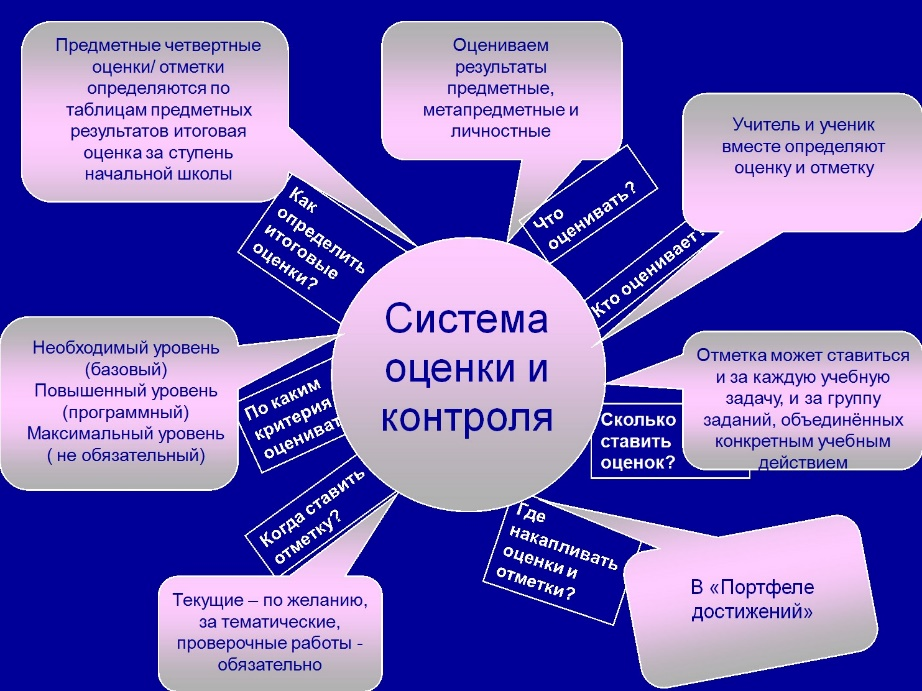 Предметные четвертные
оценки/ отметки
определяются по
таблицам предметных
результатов итоговая
оценка за ступень
начальной школы
Оцениваем
результаты
предметные,
метапредметные и
личностные
Учитель и ученик
вместе определяют
оценку и отметку
Как
определить
итоговые
оценки?
Что
оценивать?
Кто оценивает?
Система
оценки и
контроля
Необходимый уровень
(базовый)
Повышенный уровень
(программный)
Максимальный уровень
( не обязательный)
По каким
критерия
оценивать
Отметка может ставиться
и за каждую учебную
задачу, и за группу
заданий, объединённых
конкретным учебным
действием
Сколько
ставить
оценок?
Когда ставить
отметку?
Где
накапливать
оценки и
отметки?
Текущие – по желанию,
за тематические,
проверочные работы -
обязательно
В «Портфеле
достижений»